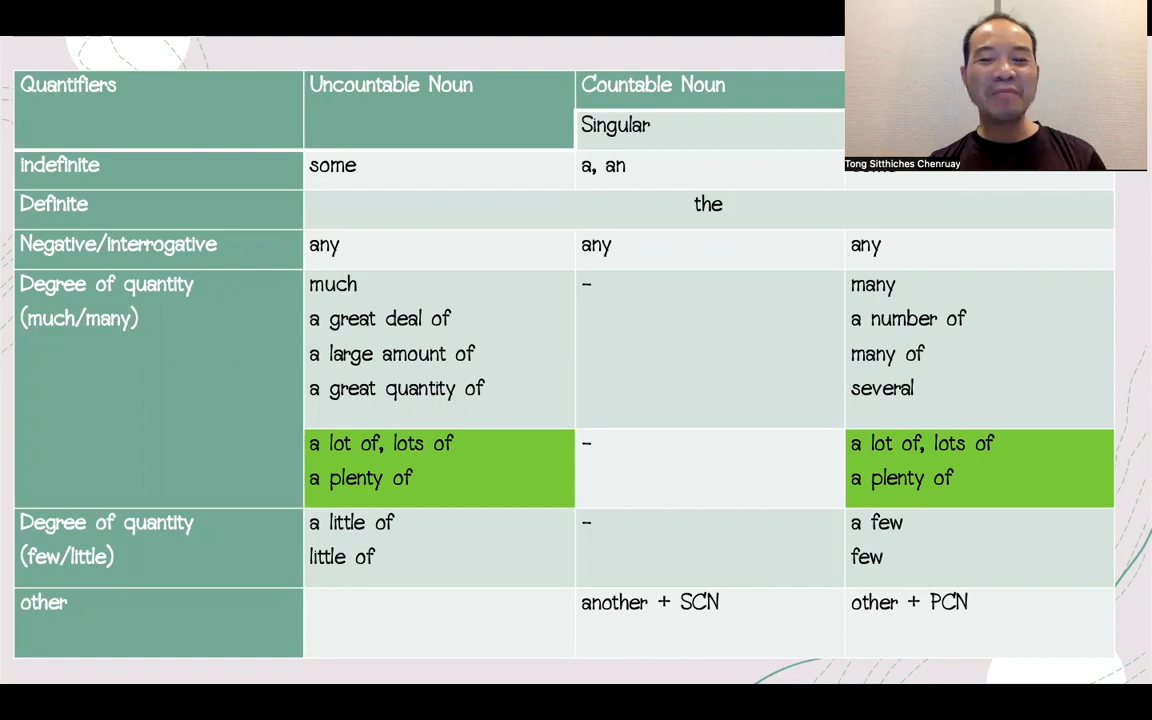 Quantifiers
Uncountable Noun
Countable Noun
Singular
Tong Sitthiches Chenruay
indefinite
some
a, an
some
Definite
the
Negative/interrogative
any
any
any
Degree of quantity
(much/many)
much
a great deal of
a large amount of
a great quantity of
-
many
a number of
many of
several
a lot of, lots of
a plenty of
-
a lot of, lots of
a plenty of
Degree of quantity
(few/little)
a little of
little of
-
a few
few
other
another + SCN
other + PCN